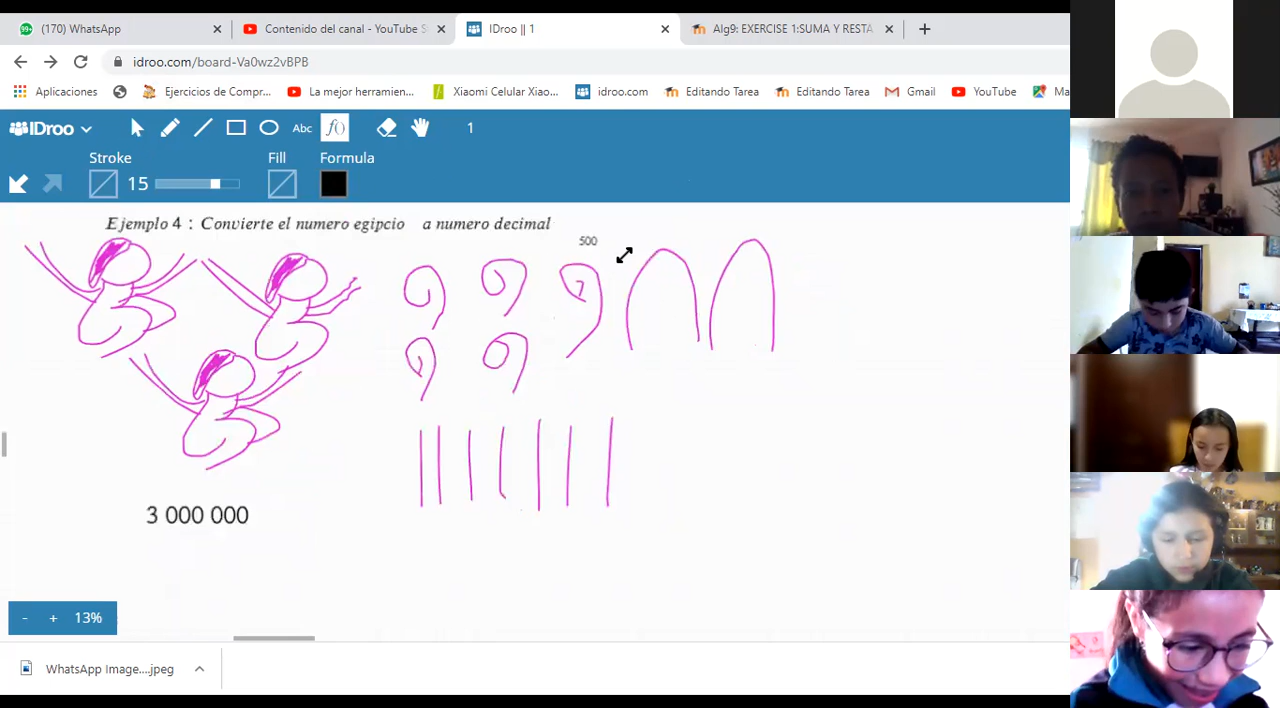 (170) WhatsApp
Contenido del canal - YouTube S
IDroo || 1
Alg9: EXERCISE 1:SUMA Y RESTA
idroo.com/board-Va0wz2vBPB
Aplicaciones
Ejercicios de Compr...
La mejor herramien...
Xiaomi Celular Xiao...
idroo.com
Editando Tarea
Editando Tarea
Gmail
YouTube
Ma
IDroo
Abc
f()
1
Stroke
15
Fill
Formula
Ejemplo 4 : Convierte el numero egipcio a numero decimal
500
3 000 000
- + 13%
WhatsApp Image....jpeg